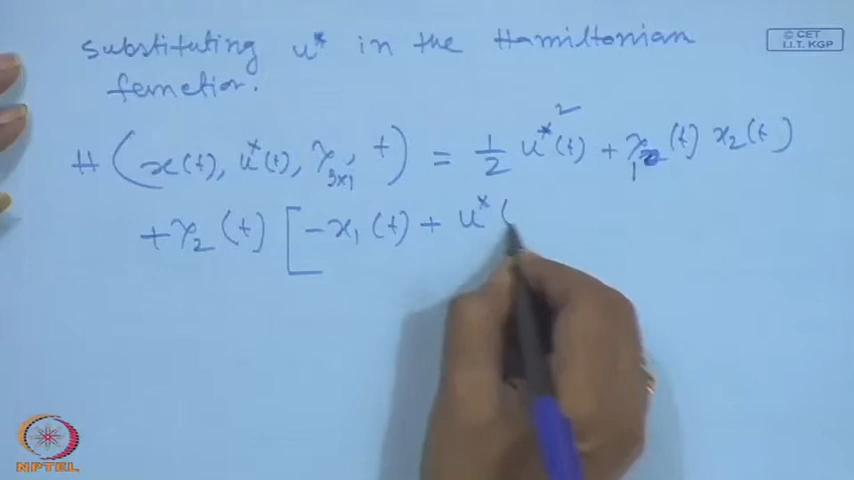 substituting u* in the Hamiltonian
function.
H (x(t), u*(t), λ 3x1, t) = 1/2 u*²(t) + λ1(t) x2(t)
+ λ2(t) [ -x1(t) + u*(
© CET
I.I.T. KGP
NPTEL